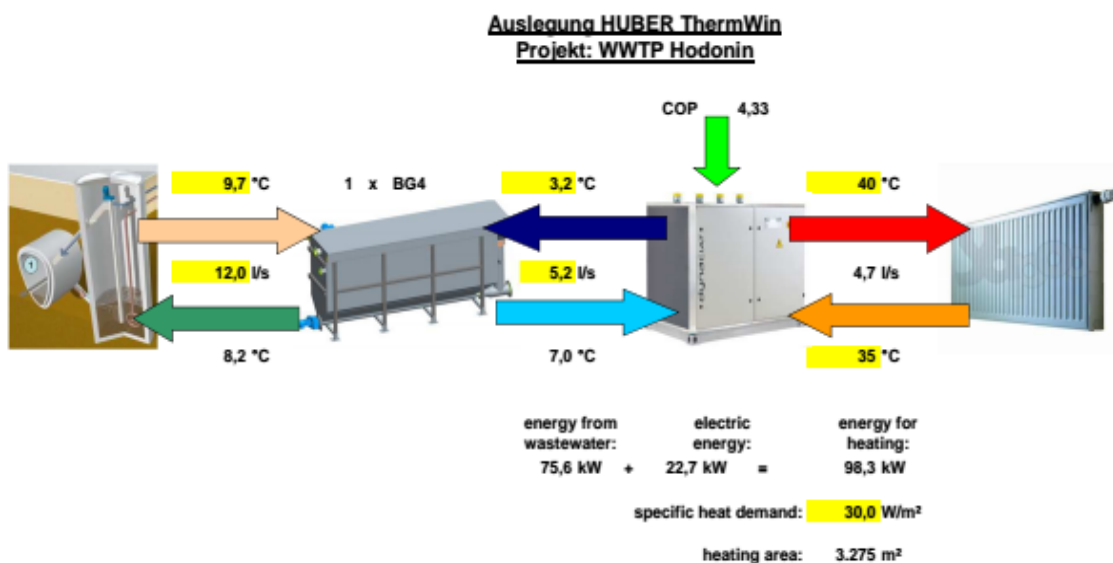 Auslegung HUBER ThermWin
Projekt: WWTP Hodonin
COP 4,33
9,7 °C 1 x BG4 3,2 °C 40 °C
12,0 l/s 5,2 l/s 4,7 l/s
8,2 °C 7,0 °C 35 °C
energy from electric energy for
wastewater: energy: heating:
75,6 kW + 22,7 kW = 98,3 kW
specific heat demand: 30,0 W/m²
heating area: 3.275 m²